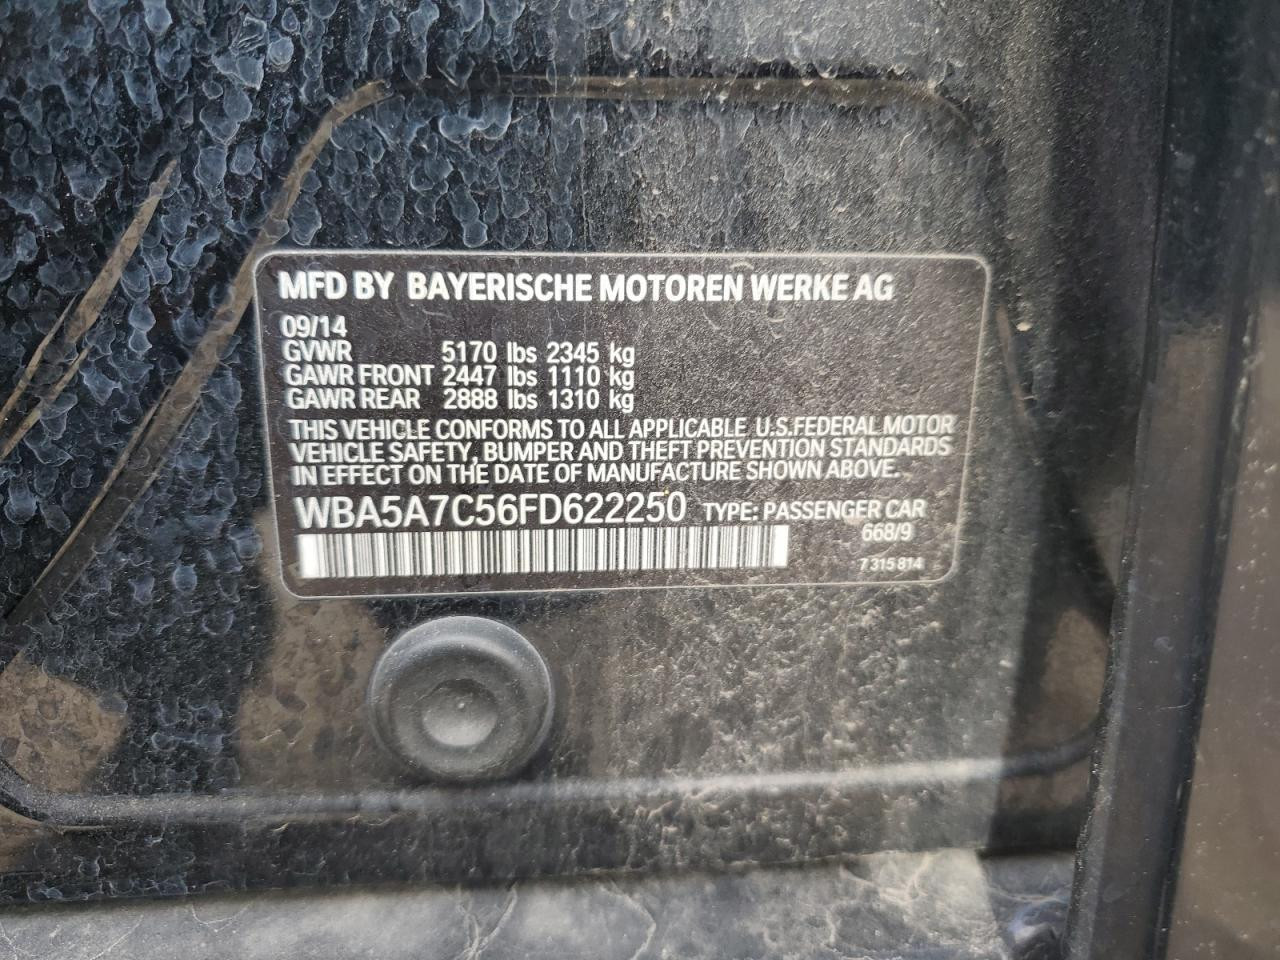 MFD BY BAYERISCHE MOTOREN WERKE AG
09/14
GVWR 5170 lbs 2345 kg
GAWR FRONT 2447 lbs 1110 kg
GAWR REAR 2888 lbs 1310 kg
THIS VEHICLE CONFORMS TO ALL APPLICABLE U.S.FEDERAL MOTOR
VEHICLE SAFETY, BUMPER AND THEFT PREVENTION STANDARDS
IN EFFECT ON THE DATE OF MANUFACTURE SHOWN ABOVE.
WBA5A7C56FD622250 TYPE: PASSENGER CAR
668/9
7 315 814